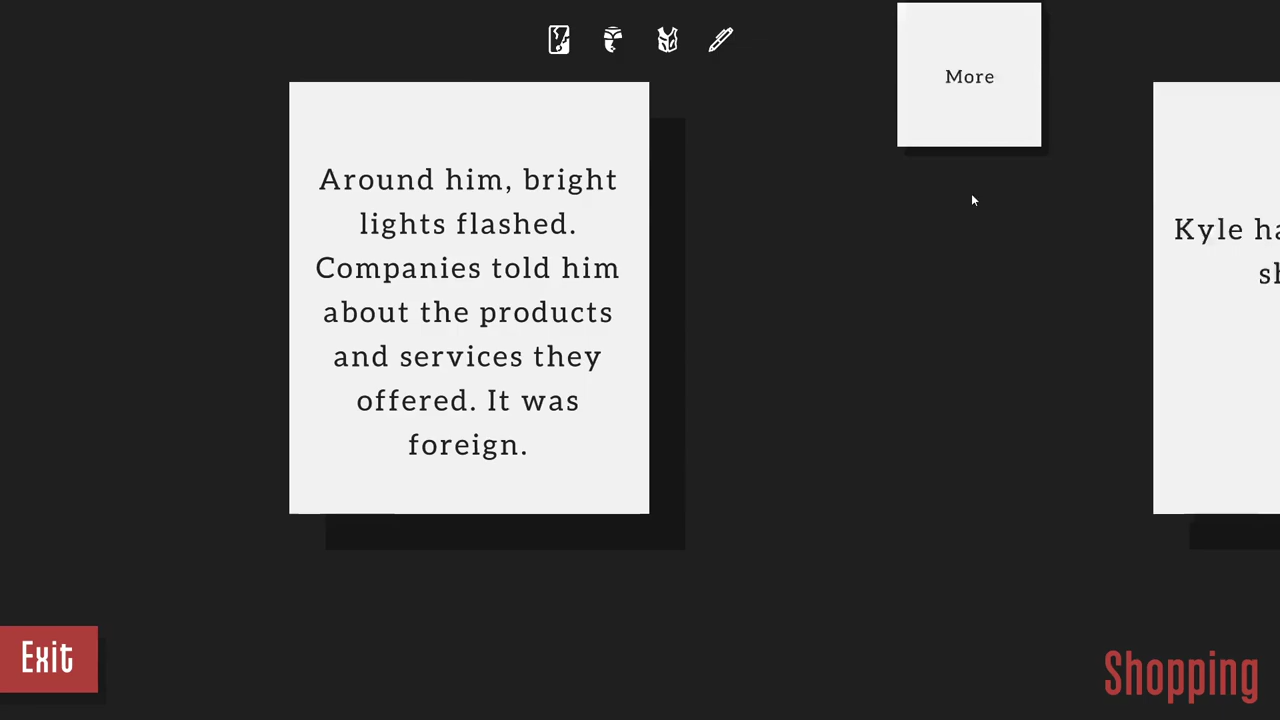 More
Around him, bright
lights flashed.
Companies told him
about the products
and services they
offered. It was
foreign.
Kyle
Exit
Shopping